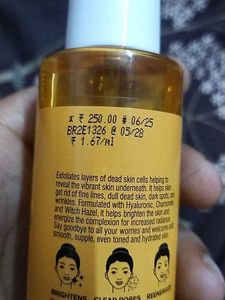 x ₹ 250.00 # 06/25
BR2E1326 @ 05/28
₹ 1.67/ml
Exfoliates layers of dead skin cells helping to
reveal the vibrant skin underneath. It helps skin
get rid of fine lines, dull dead skin, dark spots, and
wrinkles. Formulated with Hyaluronic, Chamomile
and Witch Hazel, it helps brighten the skin and
energize the complexion for increased radiance.
Say goodbye to all your worries and welcome soft,
smooth, supple, even toned and hydrated skin.
BRIGHTENS CLEAR PORES